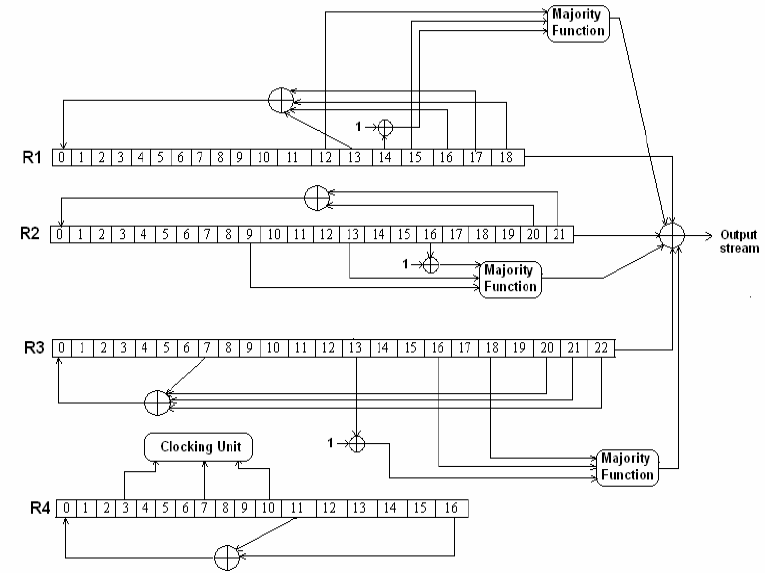 Majority
Function
1
R1 0 1 2 3 4 5 6 7 8 9 10 11 12 13 14 15 16 17 18
R2 0 1 2 3 4 5 6 7 8 9 10 11 12 13 14 15 16 17 18 19 20 21
Output
stream
1
Majority
Function
R3 0 1 2 3 4 5 6 7 8 9 10 11 12 13 14 15 16 17 18 19 20 21 22
1
Clocking Unit
Majority
Function
R4 0 1 2 3 4 5 6 7 8 9 10 11 12 13 14 15 16